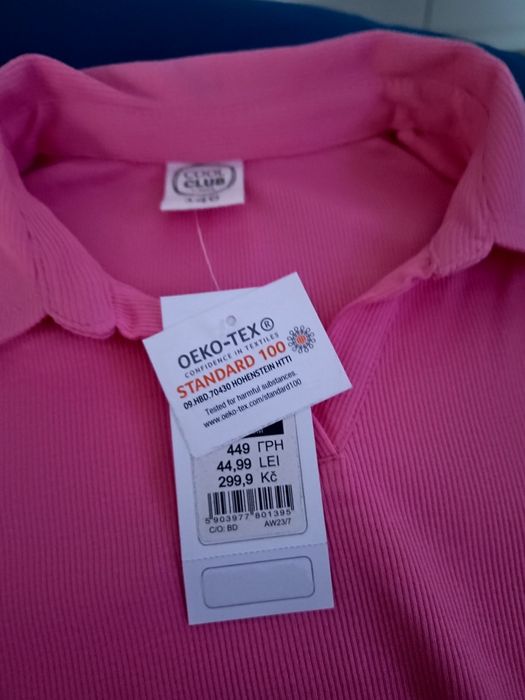 COOL
CLUB
146
OEKO-TEX®
CONFIDENCE IN TEXTILES
STANDARD 100
09.HBD.70430 HOHENSTEIN HTTI
Tested for harmful substances.
www.oeko-tex.com/standard100
449 ГРН
44,99 LEI
299,9 Kč
5 903977 801395
C/O: BD AW23/7